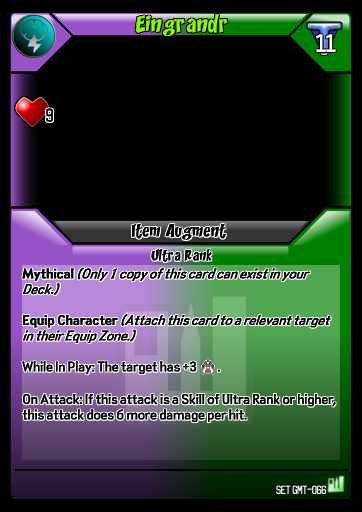 Eingrandr
11
9
Item Augment
Ultra Rank
Mythical (Only 1 copy of this card can exist in your
Deck.)
Equip Character (Attach this card to a relevant target
in their Equip Zone.)
While In Play: The target has +3 .
On Attack: If this attack is a Skill of Ultra Rank or higher,
this attack does 6 more damage per hit.
SET GMT-066